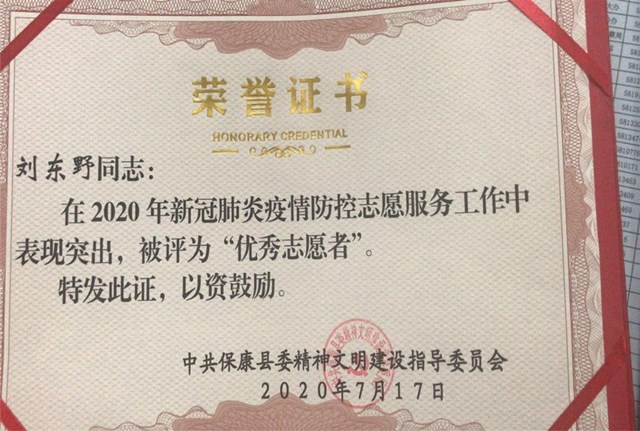 荣誉证书
HONORARY CREDENTIAL
刘东野同志：
在2020年新冠肺炎疫情防控志愿服务工作中
表现突出，被评为“优秀志愿者”。
特发此证，以资鼓励。
中共保康县委精神文明建设指导委员会
2020年7月17日